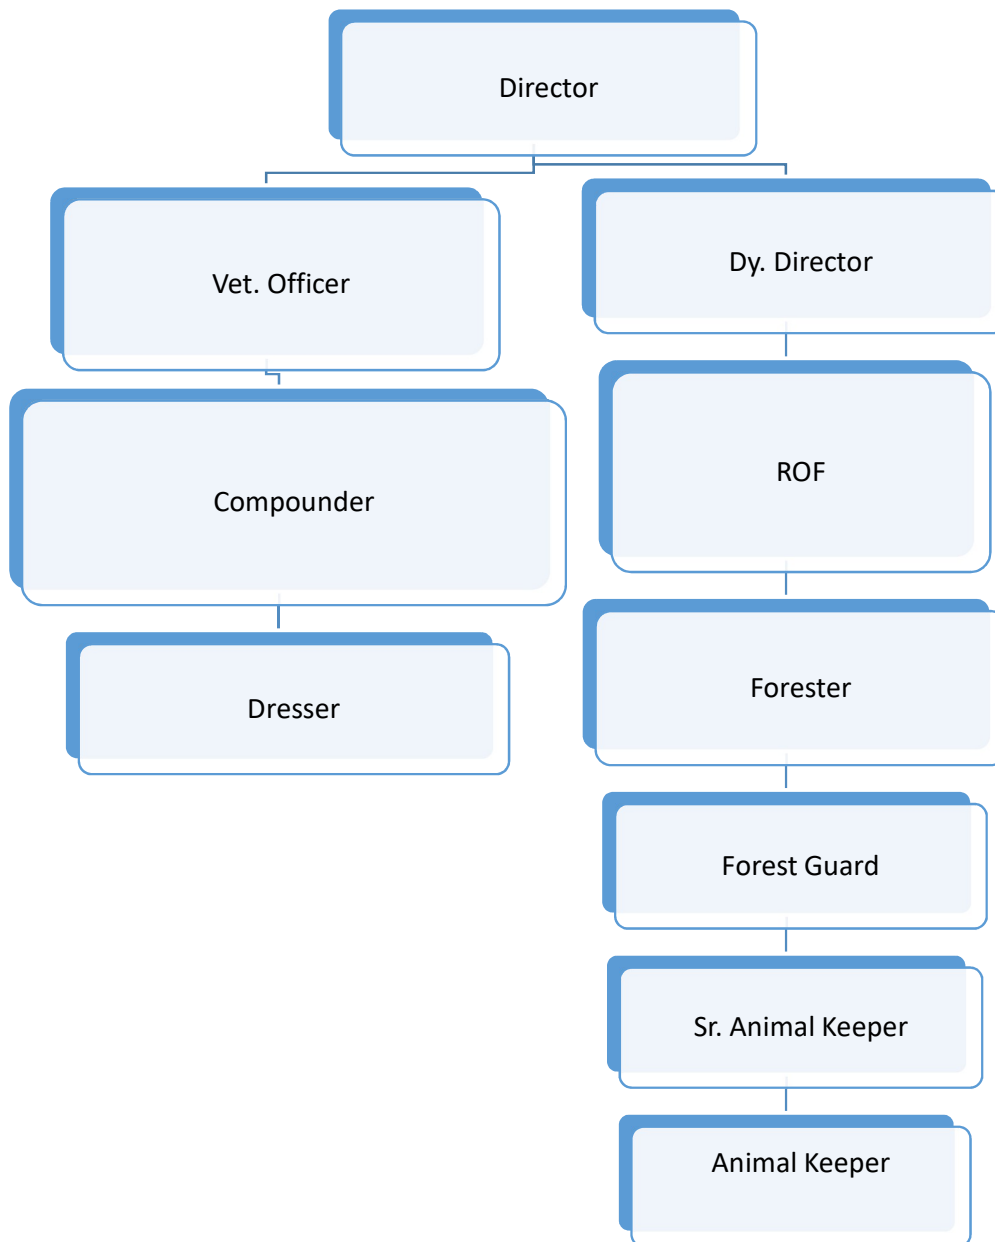 Director
Vet. Officer
Dy. Director
Compounder
ROF
Dresser
Forester
Forest Guard
Sr. Animal Keeper
Animal Keeper